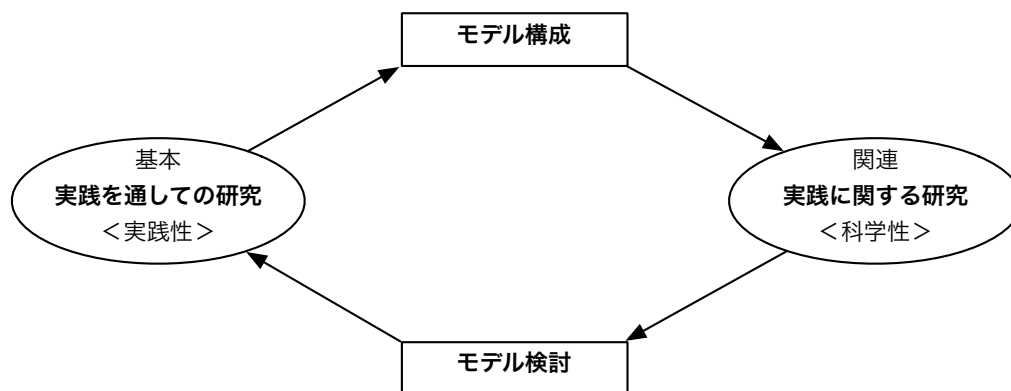 モデル構成
基本
実践を通しての研究
＜実践性＞
関連
実践に関する研究
＜科学性＞
モデル検討